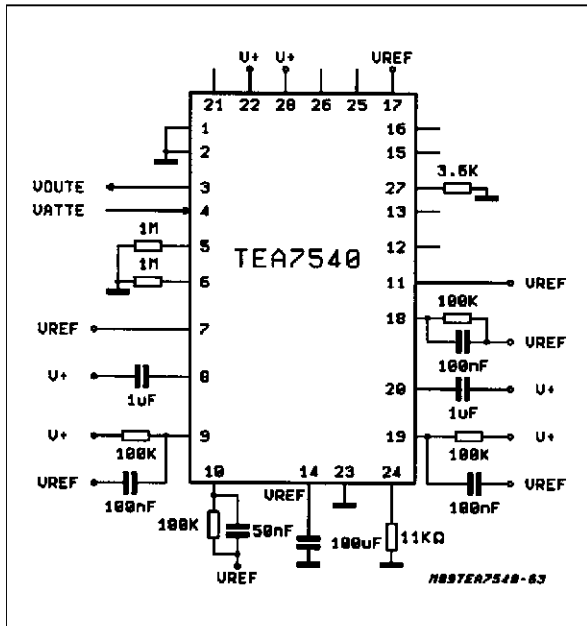 V+ V+ VREF
21 22 28 26 25 17
1 16
2 15
3.6K
VOUTE 3 27
VATTE 4 13
1M
5 12
TEA7540
1M
6 11 VREF
100K
18
VREF 7 VREF
100nF
V+ 8 20 V+
1uF 1uF
V+ 9 19 V+
100K 100K
10 14 23 24
VREF VREF VREF
100nF 100nF
100K 50nF 100uF 11KΩ
VREF
M89TEA7540-63